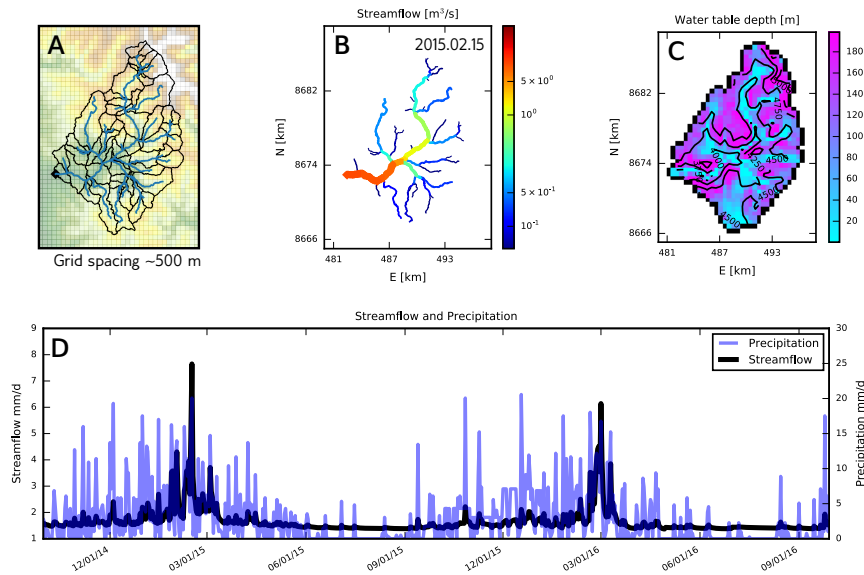 A
Grid spacing ~500 m
Streamflow [m³/s]
B
2015.02.15
8682
8674
8666
N [km]
481 487 493
E [km]
5 × 10⁰
10⁰
5 × 10⁻¹
10⁻¹
Water table depth [m]
C
8682
8674
8666
N [km]
481 487 493
E [km]
4750
4500
4500
4000
4250
180
160
140
120
100
80
60
40
20
Streamflow and Precipitation
D
Precipitation
Streamflow
9
8
7
6
5
4
3
2
1
Streamflow mm/d
30
25
20
15
10
5
0
Precipitation mm/d
12/01/14 03/01/15 06/01/15 09/01/15 12/01/15 03/01/16 06/01/16 09/01/16